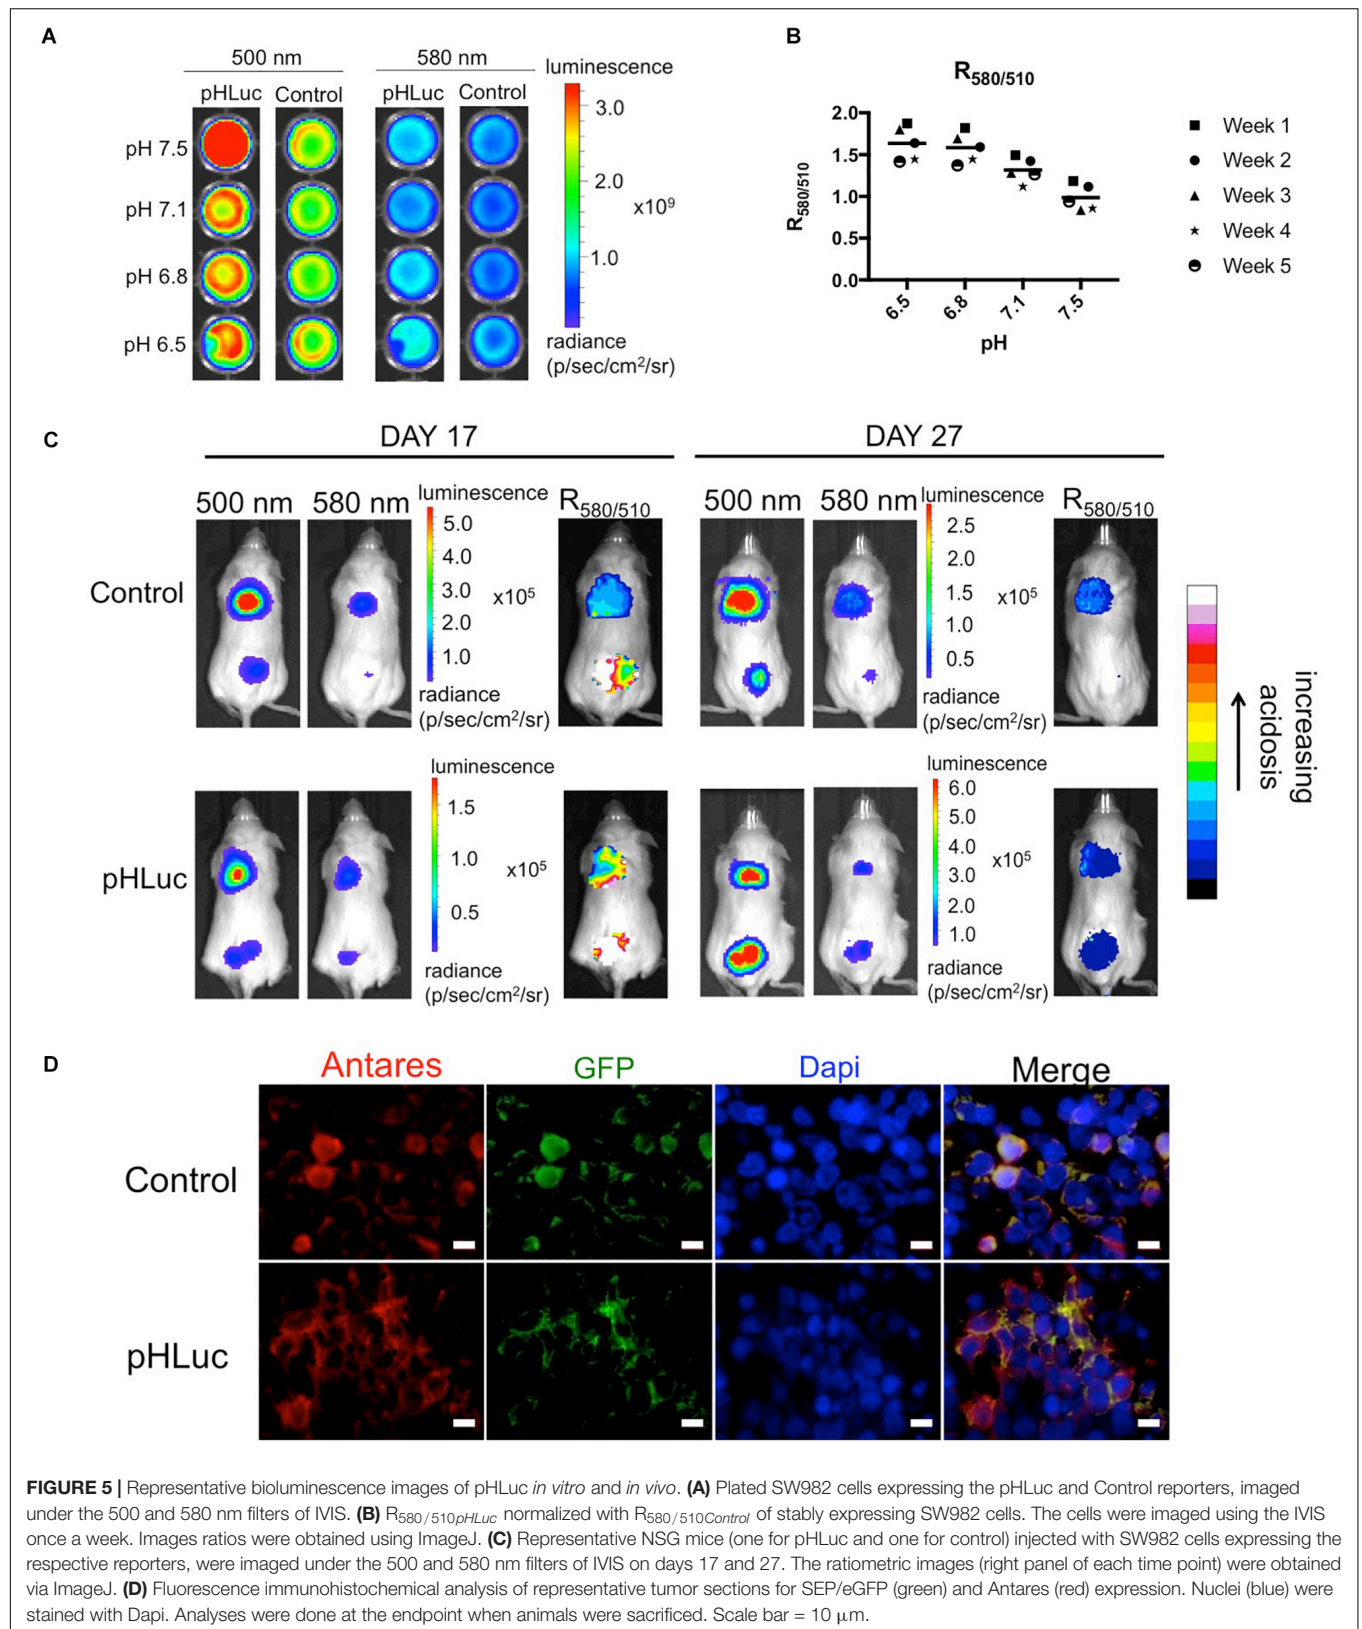 A
500 nm
580 nm
pHLuc Control
pHLuc Control
pH 7.5
pH 7.1
pH 6.8
pH 6.5
luminescence
3.0
2.0
1.0
x10⁹
radiance
(p/sec/cm²/sr)
B
R580/510
R580/510
2.0
1.5
1.0
0.5
0.0
6.5
6.8
7.1
7.5
pH
Week 1
Week 2
Week 3
Week 4
Week 5
C
DAY 17
DAY 27
500 nm 580 nm
luminescence
R580/510
500 nm 580 nm
luminescence
R580/510
Control
5.0
4.0
3.0
2.0
1.0
x10⁵
radiance
(p/sec/cm²/sr)
2.5
2.0
1.5
1.0
0.5
x10⁵
radiance
(p/sec/cm²/sr)
pHLuc
luminescence
1.5
1.0
0.5
x10⁵
radiance
(p/sec/cm²/sr)
luminescence
6.0
5.0
4.0
3.0
2.0
1.0
x10⁵
radiance
(p/sec/cm²/sr)
increasing
acidosis
D
Antares
GFP
Dapi
Merge
Control
pHLuc
FIGURE 5 | Representative bioluminescence images of pHLuc in vitro and in vivo. (A) Plated SW982 cells expressing the pHLuc and Control reporters, imaged
under the 500 and 580 nm filters of IVIS. (B) R580/510pHLuc normalized with R580/510Control of stably expressing SW982 cells. The cells were imaged using the IVIS
once a week. Images ratios were obtained using ImageJ. (C) Representative NSG mice (one for pHLuc and one for control) injected with SW982 cells expressing the
respective reporters, were imaged under the 500 and 580 nm filters of IVIS on days 17 and 27. The ratiometric images (right panel of each time point) were obtained
via ImageJ. (D) Fluorescence immunohistochemical analysis of representative tumor sections for SEP/eGFP (green) and Antares (red) expression. Nuclei (blue) were
stained with Dapi. Analyses were done at the endpoint when animals were sacrificed. Scale bar = 10 μm.